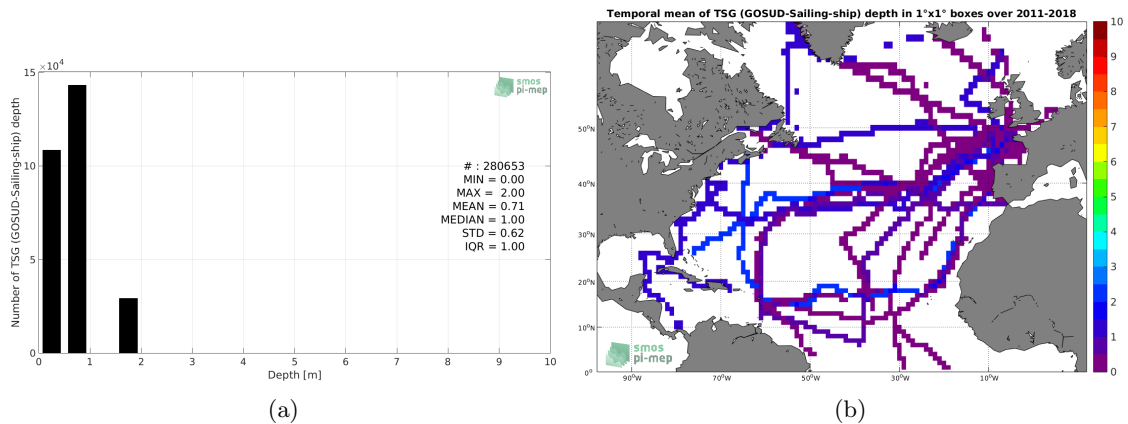 ×10⁴
15
10
5
0
0 1 2 3 4 5 6 7 8 9 10
Number of TSG (GOSUD-Sailing-ship) depth
Depth [m]
smos
pi-mep
# : 280653
MIN = 0.00
MAX = 2.00
MEAN = 0.71
MEDIAN = 1.00
STD = 0.62
IQR = 1.00
(a)
Temporal mean of TSG (GOSUD-Sailing-ship) depth in 1°x1° boxes over 2011-2018
50°N
40°N
30°N
20°N
10°N
0°
90°W 70°W 50°W 30°W 10°W
smos
pi-mep
10
9
8
7
6
5
4
3
2
1
0
(b)